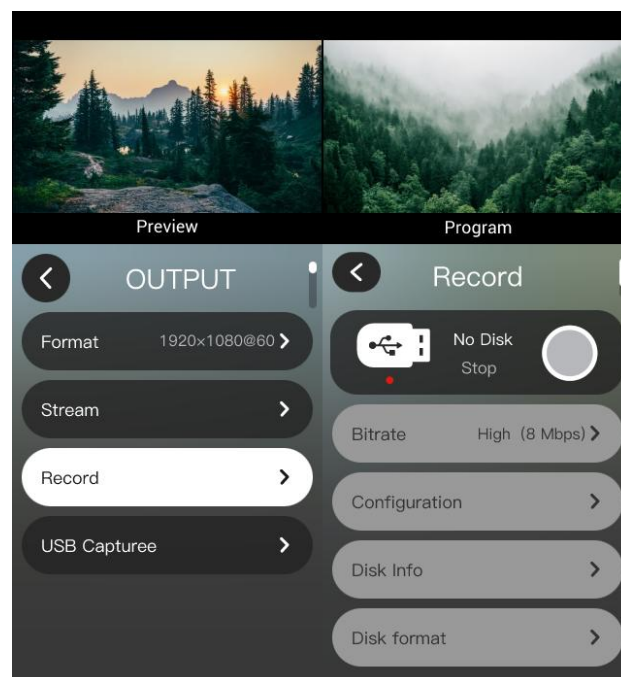 Preview
Program
OUTPUT
Format 1920×1080@60
Stream
Record
USB Capturee
Record
No Disk
Stop
Bitrate High (8 Mbps)
Configuration
Disk Info
Disk format